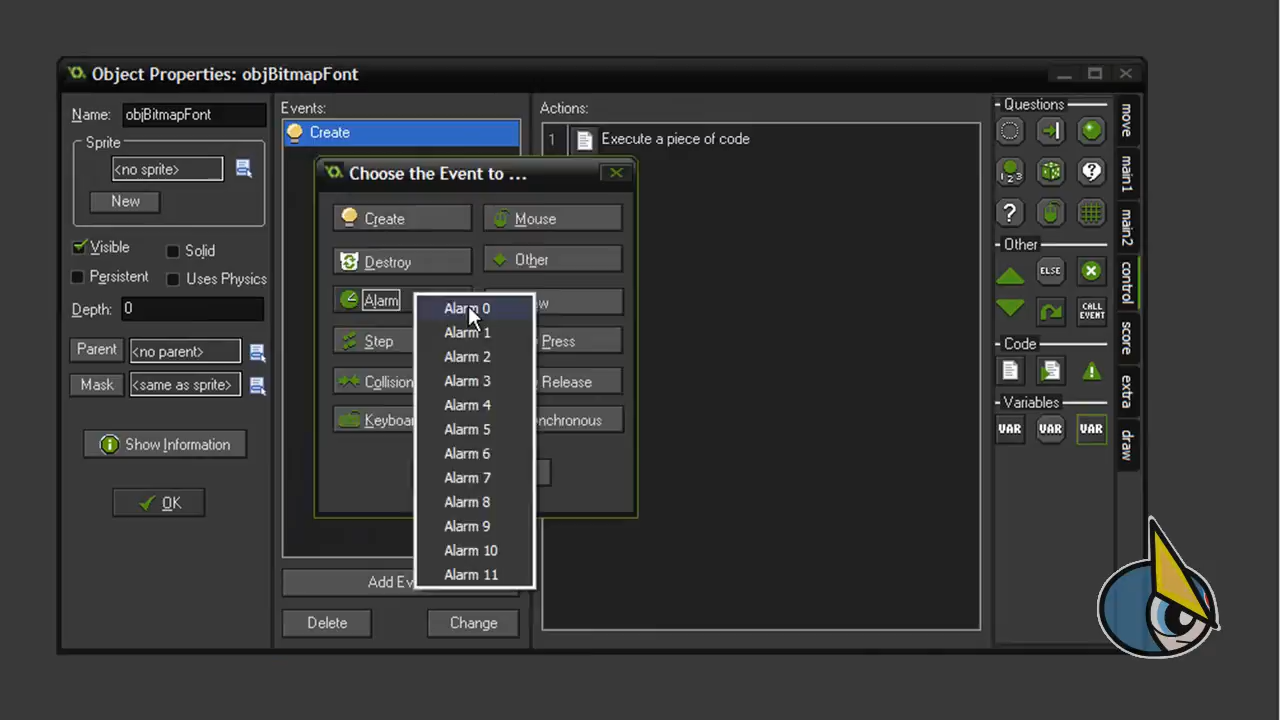 Object Properties: objBitmapFont
Name: objBitmapFont
Sprite
<no sprite>
New
Visible
Solid
Persistent
Uses Physics
Depth: 0
Parent <no parent>
Mask <same as sprite>
Show Information
OK
Events:
Create
Choose the Event to ...
Create
Mouse
Destroy
Other
Alarm
Step
Press
Collision
Release
Alarm 0
Alarm 1
Alarm 2
Alarm 3
Alarm 4
Alarm 5
Alarm 6
Alarm 7
Alarm 8
Alarm 9
Alarm 10
Alarm 11
Delete
Change
Actions:
1 Execute a piece of code
Questions
1 2 3
?
?
Other
ELSE
CALL
EVENT
Code
Variables
VAR VAR VAR
move
main1
main2
control
score
extra
draw